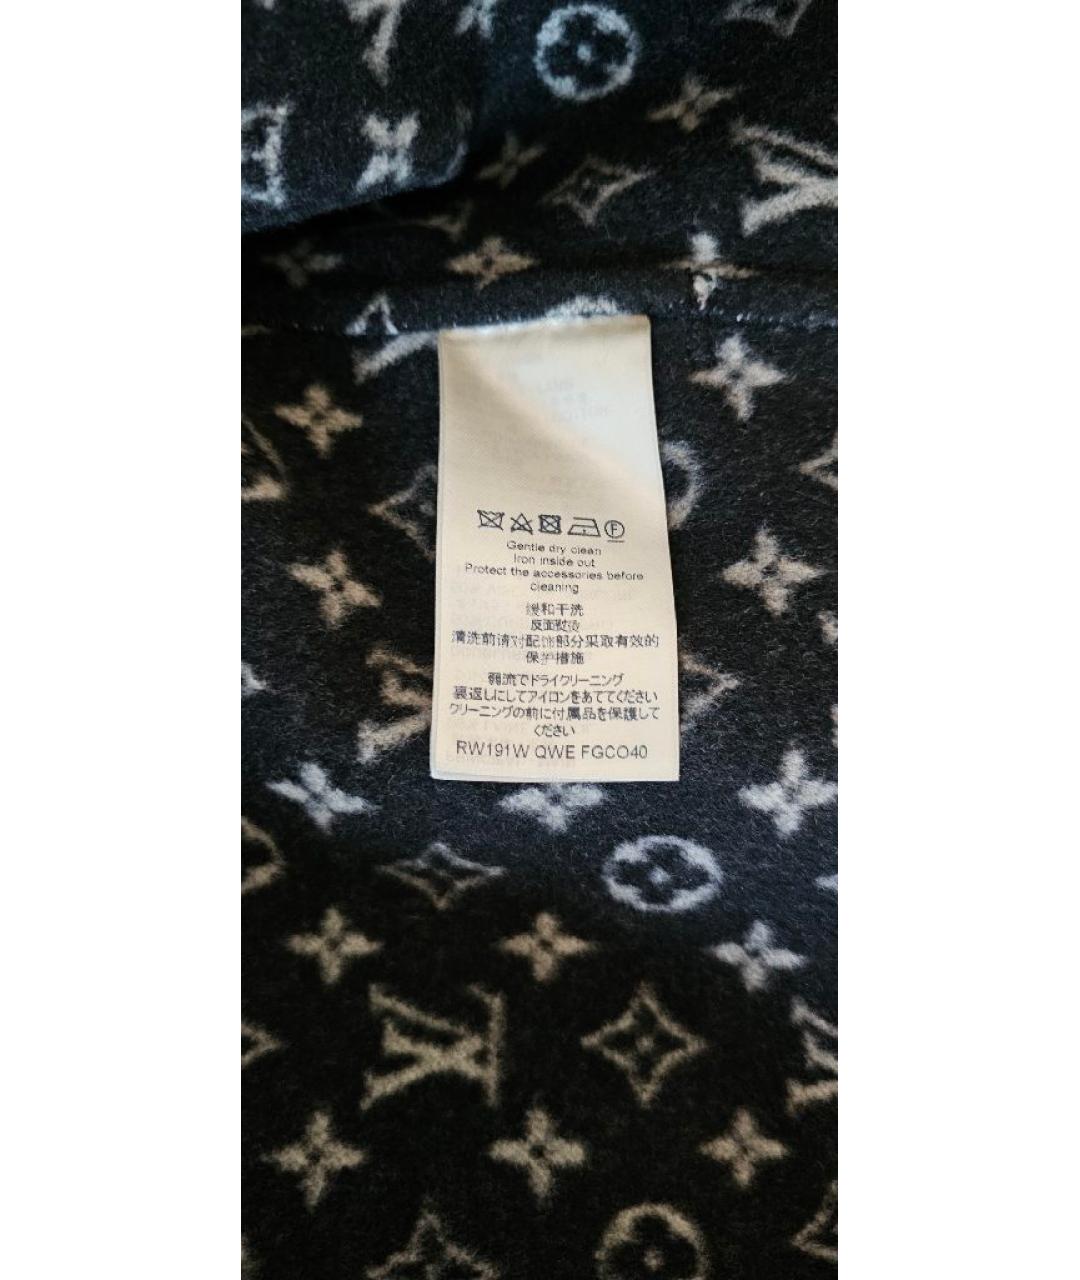 Gentle dry clean
Iron inside out
Protect the accessories before
cleaning
缓和干洗
反面熨烫
清洗前请对配饰部分采取有效的
保护措施
弱流でドライクリーニング
裏返しにしてアイロンをあててください
クリーニングの前に付属品を保護して
ください
RW191W QWE FGCO40